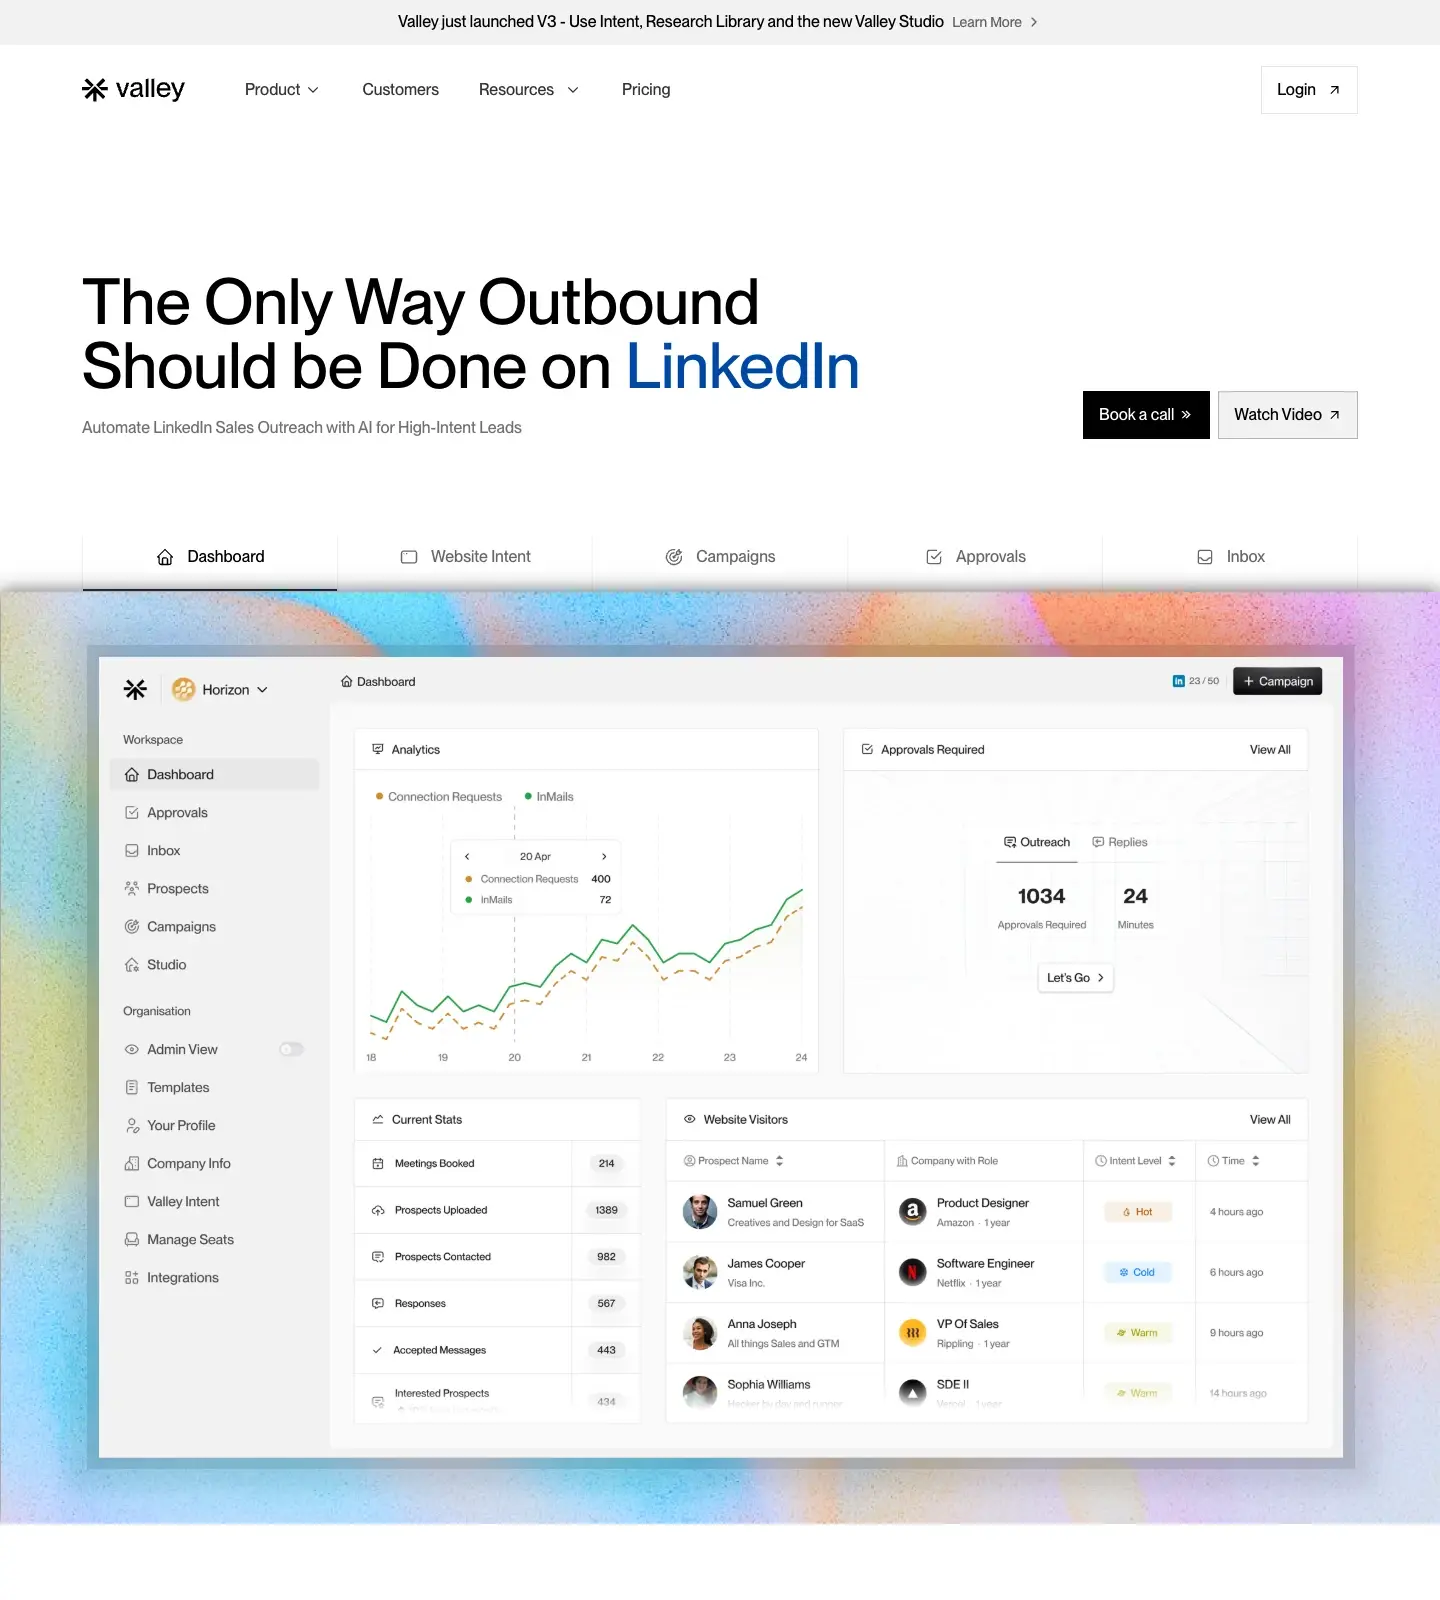 Valley just launched V3 - Use Intent, Research Library and the new Valley Studio Learn More
valley
Product
Customers
Resources
Pricing
Login
The Only Way Outbound
Should be Done on LinkedIn
Automate LinkedIn Sales Outreach with AI for High-Intent Leads
Book a call
Watch Video
Dashboard
Website Intent
Campaigns
Approvals
Inbox
Horizon
Dashboard
in 23 / 50
+ Campaign
Workspace
Dashboard
Approvals
Inbox
Prospects
Campaigns
Studio
Organisation
Admin View
Templates
Your Profile
Company Info
Valley Intent
Manage Seats
Integrations
Analytics
Connection Requests
InMails
20 Apr
Connection Requests 400
InMails 72
18 19 20 21 22 23 24
Approvals Required
View All
Outreach
Replies
1034
Approvals Required
24
Minutes
Let's Go
Current Stats
Meetings Booked 214
Prospects Uploaded 1389
Prospects Contacted 982
Responses 567
Accepted Messages 443
Interested Prospects 434
Website Visitors
View All
Prospect Name
Company with Role
Intent Level
Time
Samuel Green
Creatives and Design for SaaS
Product Designer
Amazon · 1 year
Hot
4 hours ago
James Cooper
Visa Inc.
Software Engineer
Netflix · 1 year
Cold
6 hours ago
Anna Joseph
All things Sales and GTM
VP Of Sales
Rippling · 1 year
Warm
9 hours ago
Sophia Williams
Hacker by day and runner
SDE II
Vercel · 1 year
Warm
14 hours ago